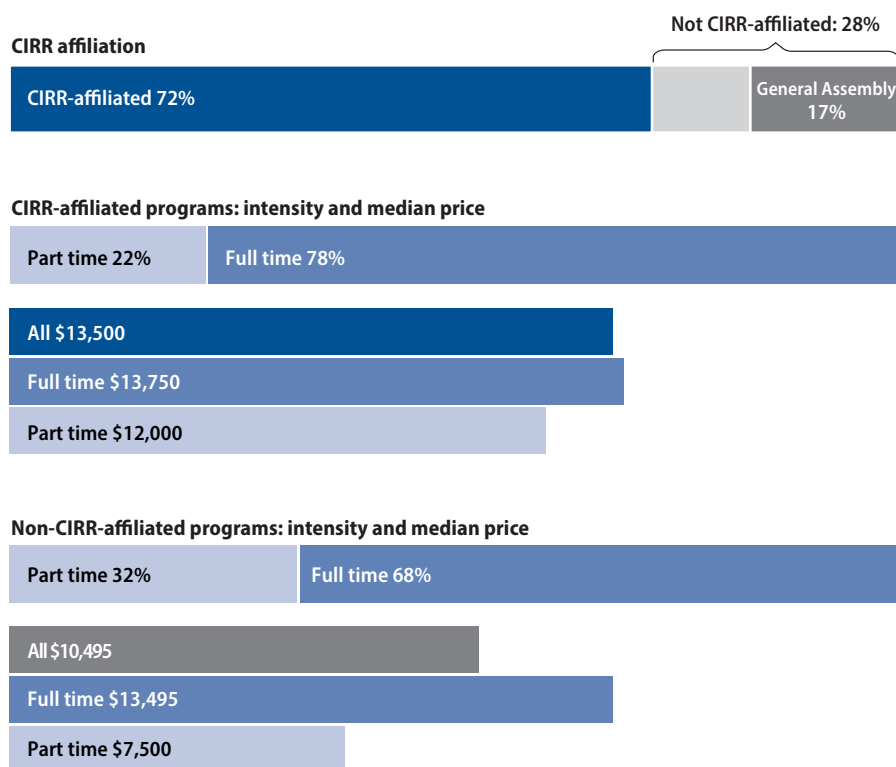 Not CIRR-affiliated: 28%
CIRR affiliation
CIRR-affiliated 72%
General Assembly
17%
CIRR-affiliated programs: intensity and median price
Part time 22%
Full time 78%
All $13,500
Full time $13,750
Part time $12,000
Non-CIRR-affiliated programs: intensity and median price
Part time 32%
Full time 68%
All $10,495
Full time $13,495
Part time $7,500